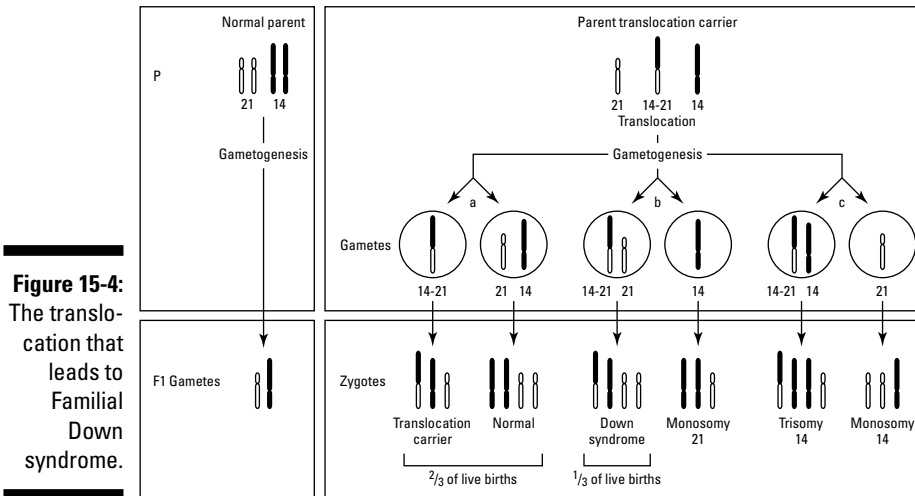 Normal parent
P
21 14
Gametogenesis
Parent translocation carrier
21 14-21 14
Translocation
Gametogenesis
a b c
Gametes
14-21 21 14 14-21 21 14 14-21 14 21
Figure 15-4:
The translo-
cation that
leads to
Familial
Down
syndrome.
F1 Gametes
Zygotes
Translocation Normal Down Monosomy Trisomy Monosomy
carrier syndrome 21 14 14
2/3 of live births 1/3 of live births